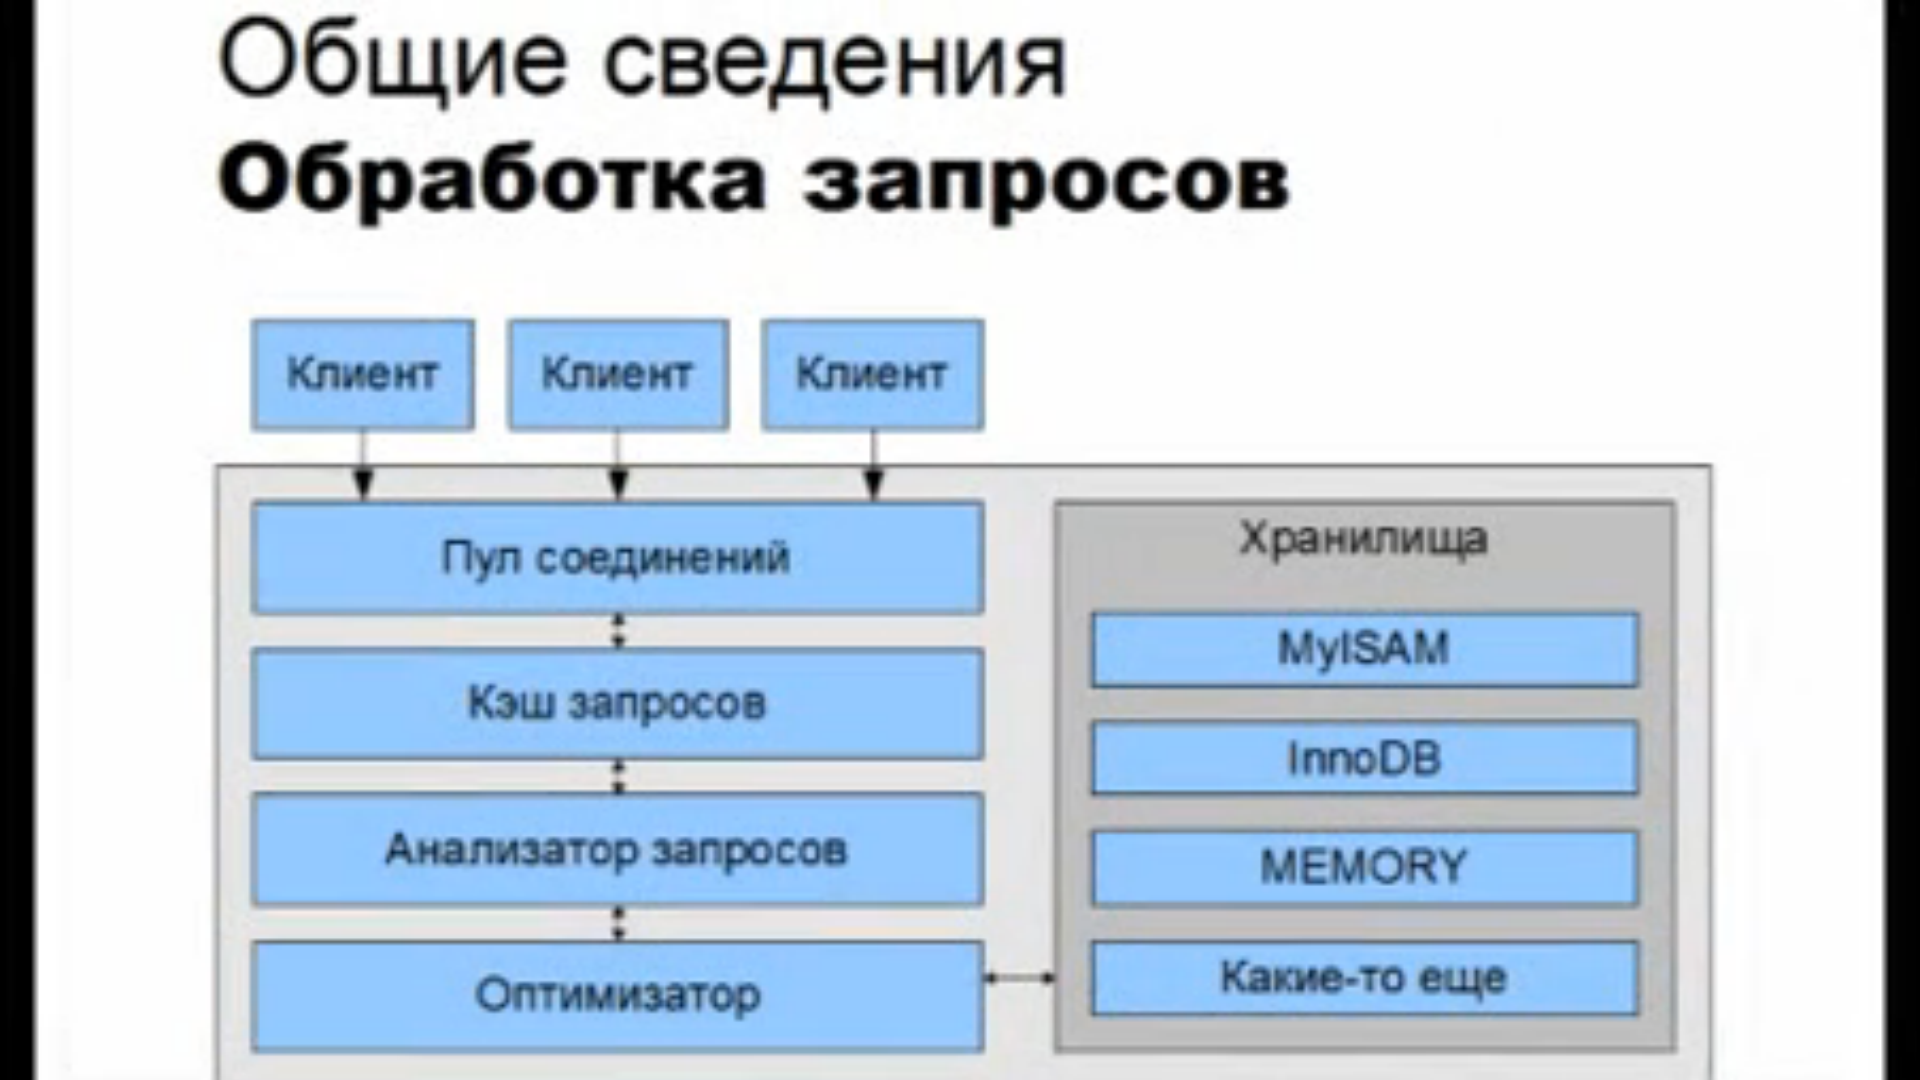 Общие сведения
Обработка запросов
Клиент
Клиент
Клиент
Пул соединений
Кэш запросов
Анализатор запросов
Оптимизатор
Хранилища
MyISAM
InnoDB
MEMORY
Какие-то еще